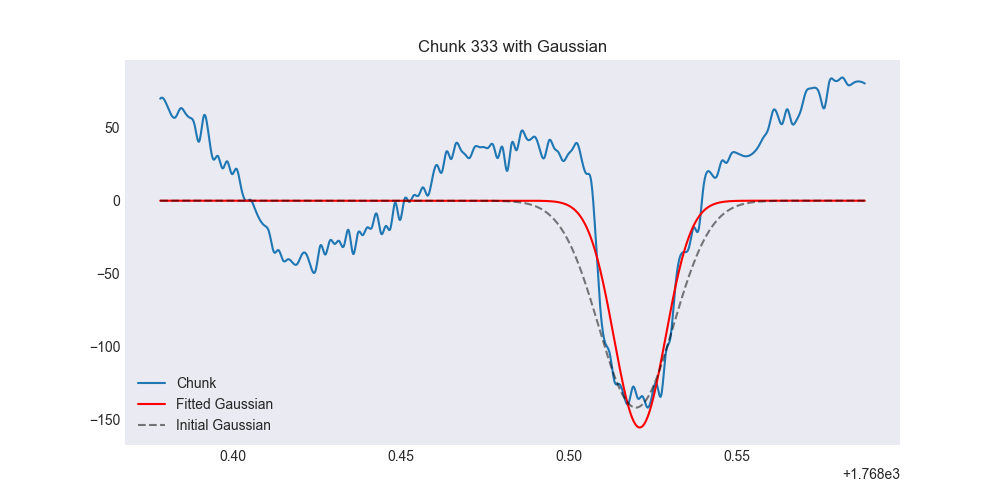 Chunk 333 with Gaussian
50
0
−50
−100
−150
Chunk
Fitted Gaussian
Initial Gaussian
0.40 0.45 0.50 0.55
+1.768e3